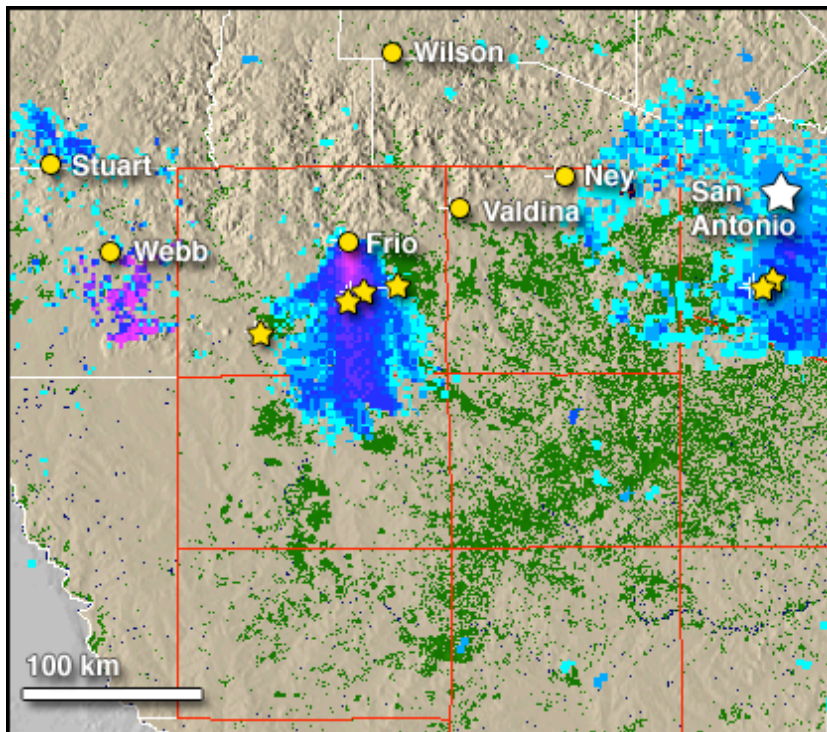 Wilson
Stuart
Ney
San
Antonio
Valdina
Webb
Frio
100 km